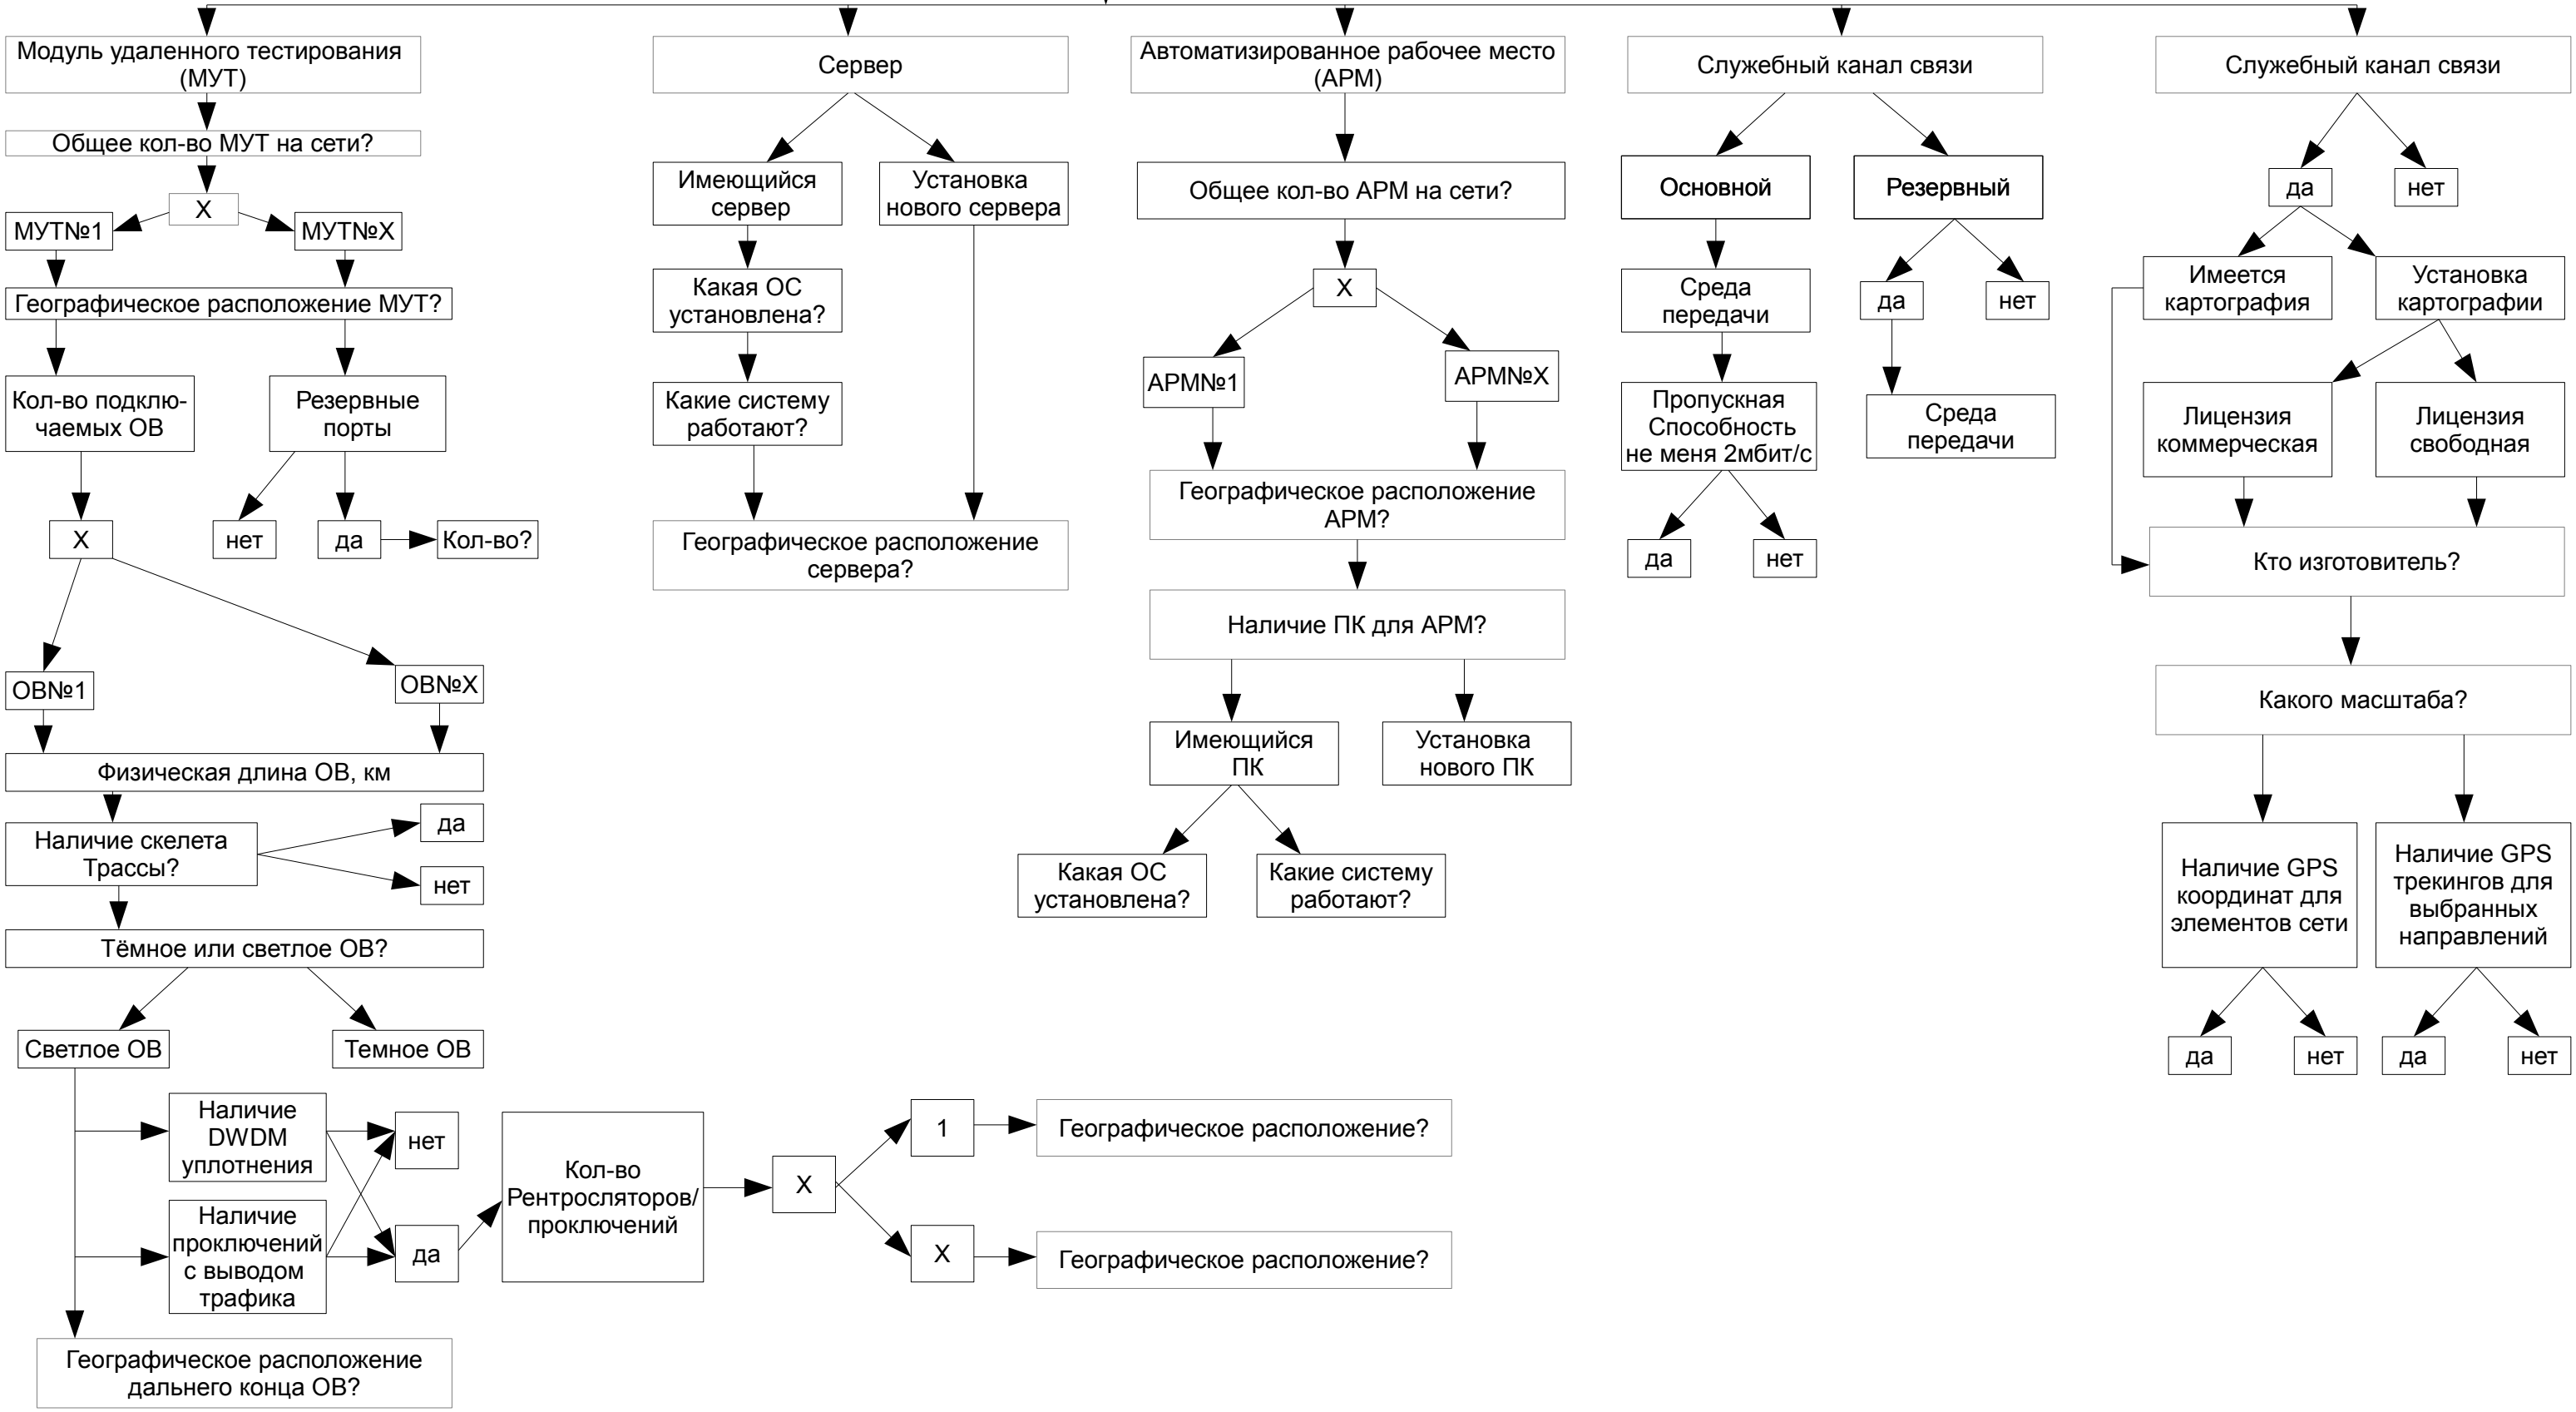 Модуль удаленного тестирования
(МУТ)
Общее кол-во МУТ на сети?
X
МУТ№1
МУТ№X
Географическое расположение МУТ?
Кол-во подклю-
чаемых ОВ
Резервные
порты
X
нет
да
Кол-во?
ОВ№1
ОВ№X
Физическая длина ОВ, км
Наличие скелета
Трассы?
да
нет
Тёмное или светлое ОВ?
Светлое ОВ
Темное ОВ
Наличие
DWDM
уплотнения
Наличие
проключений
с выводом
трафика
нет
да
Кол-во
Рентросляторов/
проключений
X
1
X
Географическое расположение?
Географическое расположение?
Географическое расположение
дальнего конца ОВ?
Сервер
Имеющийся
сервер
Установка
нового сервера
Какая ОС
установлена?
Какие систему
работают?
Географическое расположение
сервера?
Автоматизированное рабочее место
(АРМ)
Общее кол-во АРМ на сети?
X
АРМ№1
АРМ№X
Географическое расположение
АРМ?
Наличие ПК для АРМ?
Имеющийся
ПК
Установка
нового ПК
Какая ОС
установлена?
Какие систему
работают?
Служебный канал связи
Основной
Резервный
Среда
передачи
да
нет
Пропускная
Способность
не меня 2мбит/с
Среда
передачи
да
нет
Служебный канал связи
да
нет
Имеется
картография
Установка
картографии
Лицензия
коммерческая
Лицензия
свободная
Кто изготовитель?
Какого масштаба?
Наличие GPS
координат для
элементов сети
Наличие GPS
трекингов для
выбранных
направлений
да
нет
да
нет